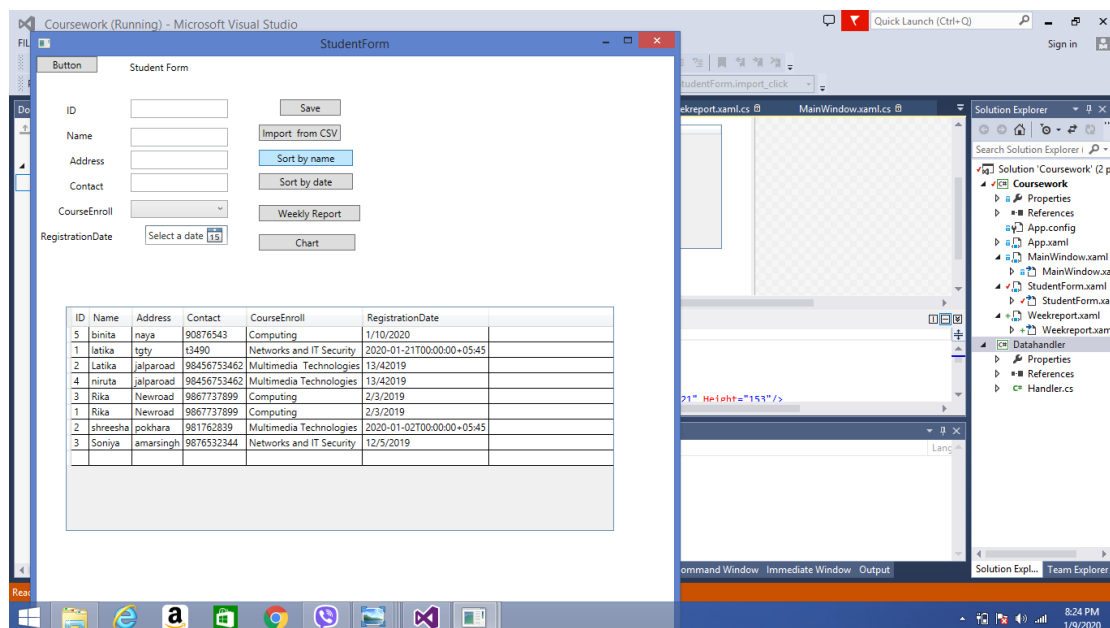 Coursework (Running) - Microsoft Visual Studio
Quick Launch (Ctrl+Q)
FIL
StudentForm
Sign in
Button
Student Form
tudentForm.import_click
Do
ekreport.xaml.cs
MainWindow.xaml.cs
Solution Explorer
ID
Save
Name
Import from CSV
Search Solution Explorer (
Address
Sort by name
Solution 'Coursework' (2 p
Contact
Sort by date
Coursework
Properties
CourseEnroll
Weekly Report
References
App.config
RegistrationDate
Select a date
15
Chart
App.xaml
MainWindow.xaml
MainWindow.xa
StudentForm.xaml
StudentForm.xa
Weekreport.xaml
Weekreport.xam
Datahandler
Properties
References
Handler.cs
ID Name Address Contact CourseEnroll RegistrationDate
5 binita naya 90876543 Computing 1/10/2020
1 latika tgty t3490 Networks and IT Security 2020-01-21T00:00:00+05:45
2 Latika jalparoad 98456753462 Multimedia Technologies 13/42019
4 niruta jalparoad 98456753462 Multimedia Technologies 13/42019
3 Rika Newroad 9867737899 Computing 2/3/2019
1 Rika Newroad 9867737899 Computing 2/3/2019
2 shreesha pokhara 981762839 Multimedia Technologies 2020-01-02T00:00:00+05:45
3 Soniya amarsingh 9876532344 Networks and IT Security 12/5/2019
21" Height="153"/>
Lang
ommand Window Immediate Window Output
Solution Expl... Team Explorer
Read
8:24 PM
1/9/2020